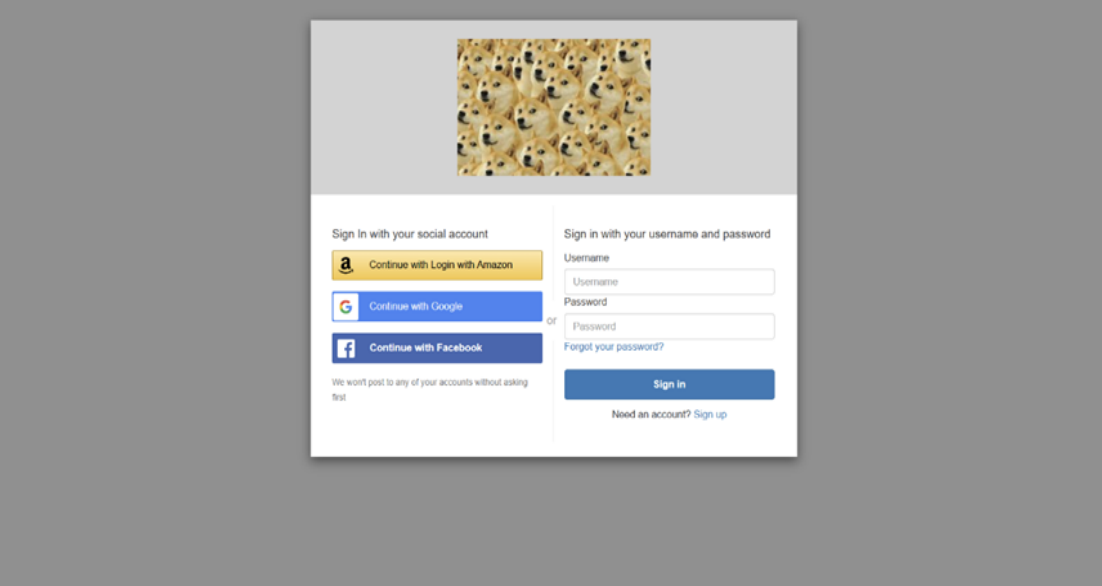 Sign In with your social account
Continue with Login with Amazon
Continue with Google
Continue with Facebook
We won't post to any of your accounts without asking
first
or
Sign in with your username and password
Username
Username
Password
Password
Forgot your password?
Sign in
Need an account? Sign up